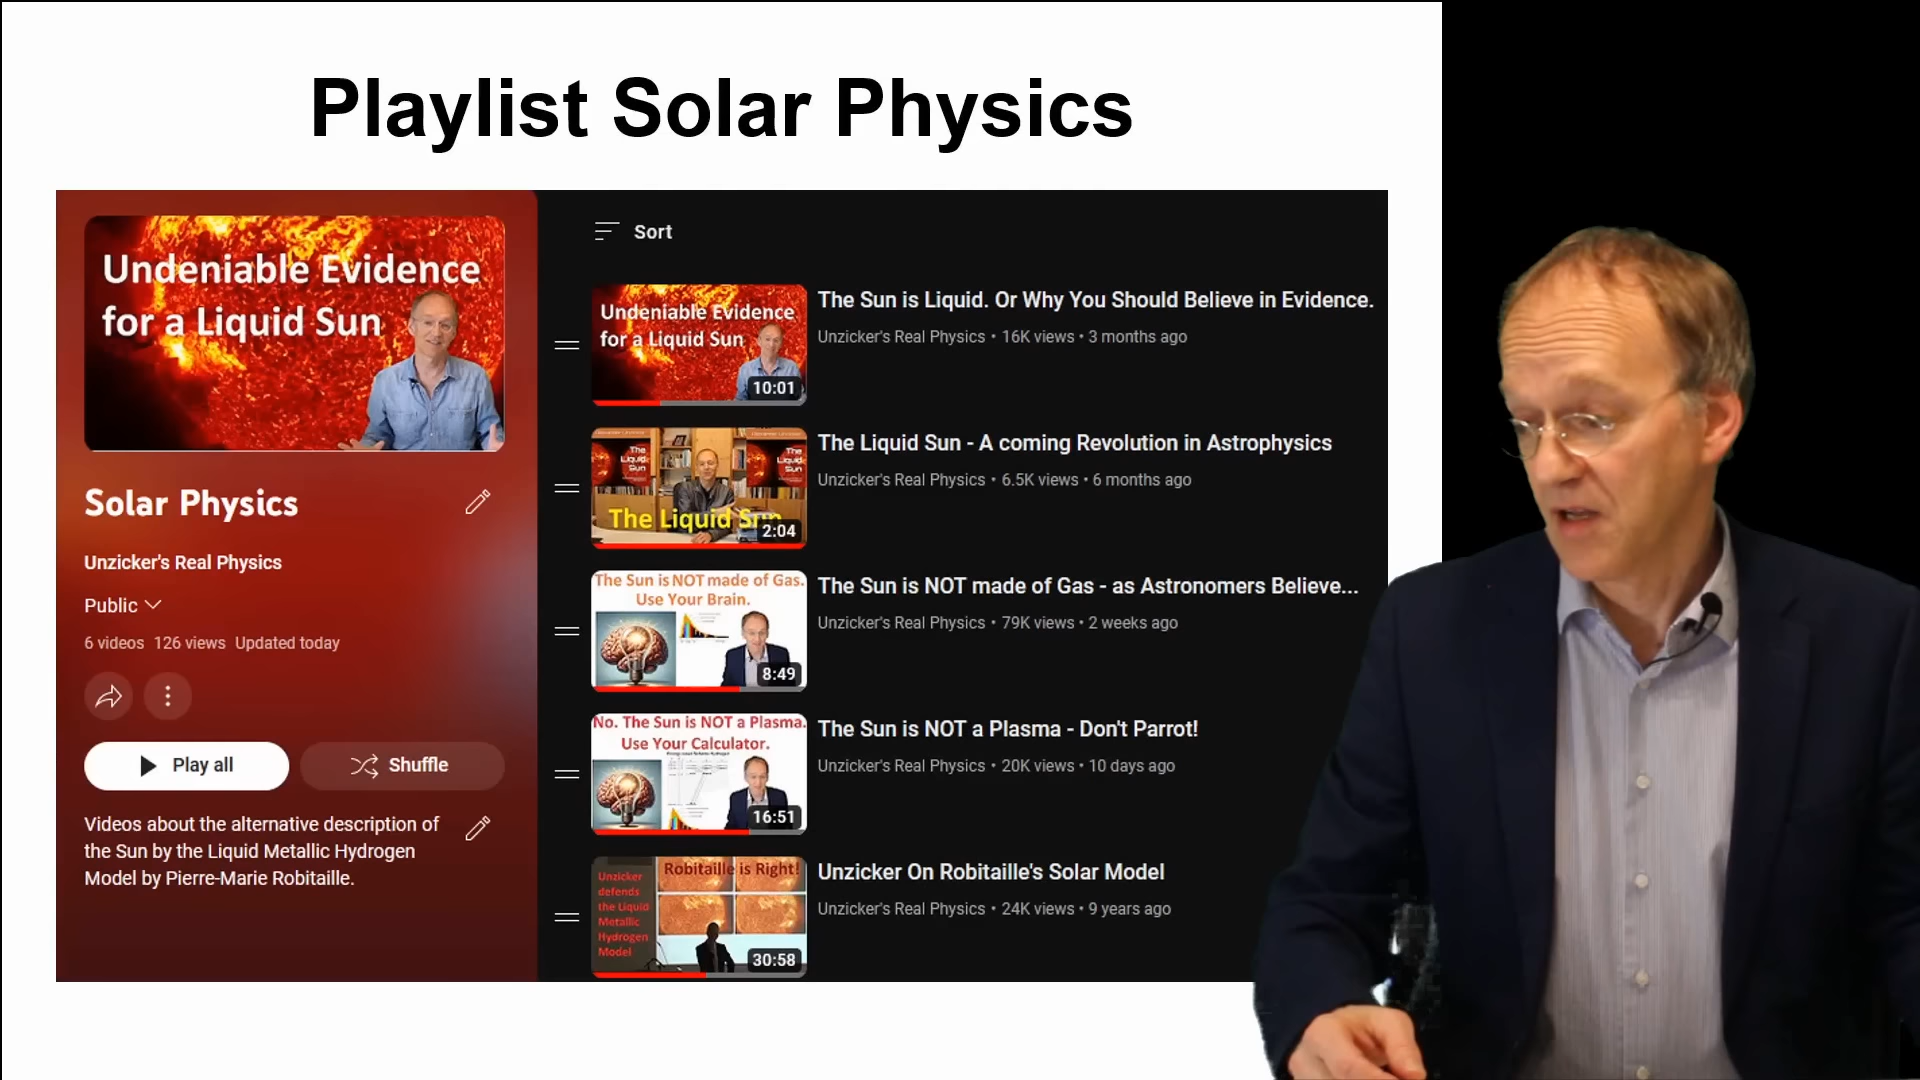 Playlist Solar Physics
Undeniable Evidence
for a Liquid Sun
Solar Physics
Unzicker's Real Physics
Public
6 videos 126 views Updated today
Play all
Shuffle
Videos about the alternative description of
the Sun by the Liquid Metallic Hydrogen
Model by Pierre-Marie Robitaille.
Sort
Undeniable Evidence
for a Liquid Sun
10:01
The Sun is Liquid. Or Why You Should Believe in Evidence.
Unzicker's Real Physics • 16K views • 3 months ago
The
Liquid
Sun
The
Liquid
Sun
The Liquid Sun
2:04
The Liquid Sun - A coming Revolution in Astrophysics
Unzicker's Real Physics • 6.5K views • 6 months ago
The Sun is NOT made of Gas.
Use Your Brain.
8:49
The Sun is NOT made of Gas - as Astronomers Believe...
Unzicker's Real Physics • 79K views • 2 weeks ago
No. The Sun is NOT a Plasma.
Use Your Calculator.
16:51
The Sun is NOT a Plasma - Don't Parrot!
Unzicker's Real Physics • 20K views • 10 days ago
Robitaille is Right!
Unzicker
defends
the Liquid
Metallic
Hydrogen
Model
30:58
Unzicker On Robitaille's Solar Model
Unzicker's Real Physics • 24K views • 9 years ago